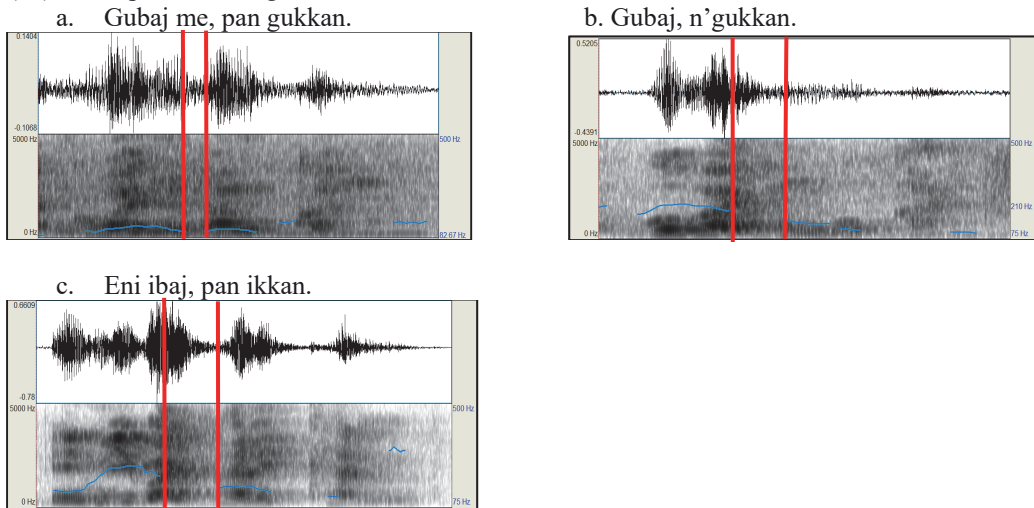 a. Gubaj me, pan gukkan.
b. Gubaj, n’gukkan.
0.1404
-0.1068
5000 Hz
500 Hz
0 Hz
82.67 Hz
0.5205
-0.4391
5000 Hz
500 Hz
210 Hz
0 Hz
75 Hz
c. Eni ibaj, pan ikkan.
0.6609
-0.78
5000 Hz
500 Hz
0 Hz
75 Hz